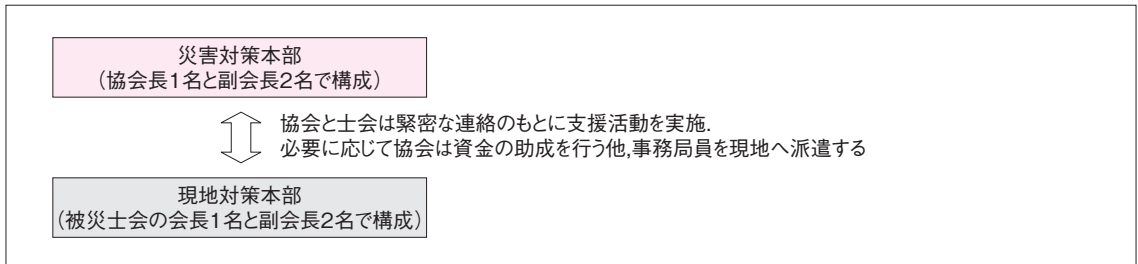 災害対策本部
（協会長1名と副会長2名で構成）
協会と士会は緊密な連絡のもとに支援活動を実施.
必要に応じて協会は資金の助成を行う他,事務局員を現地へ派遣する
現地対策本部
（被災士会の会長1名と副会長2名で構成）